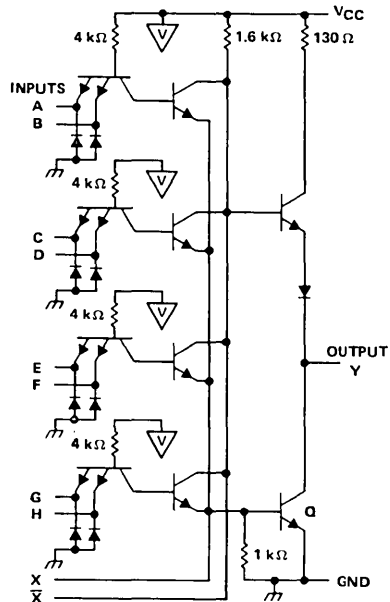 VCC
4 kΩ
V
1.6 kΩ
130 Ω
INPUTS
A
B
4 kΩ
V
C
D
4 kΩ
V
E
F
OUTPUT
Y
4 kΩ
V
G
H
Q
1 kΩ
X
GND
X̅